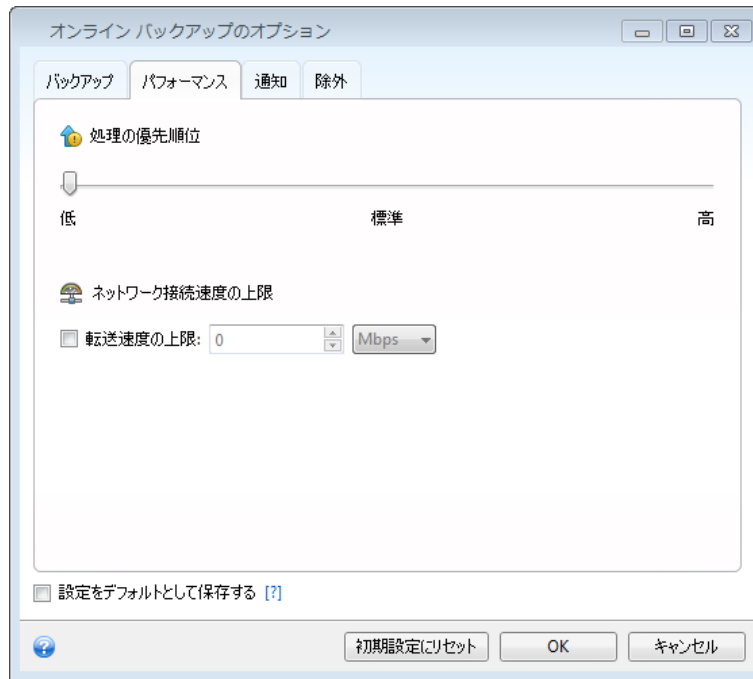 オンライン バックアップのオプション
バックアップ パフォーマンス 通知 除外
処理の優先順位
低 標準 高
ネットワーク接続速度の上限
転送速度の上限: 0 Mbps
設定をデフォルトとして保存する [?]
初期設定にリセット OK キャンセル